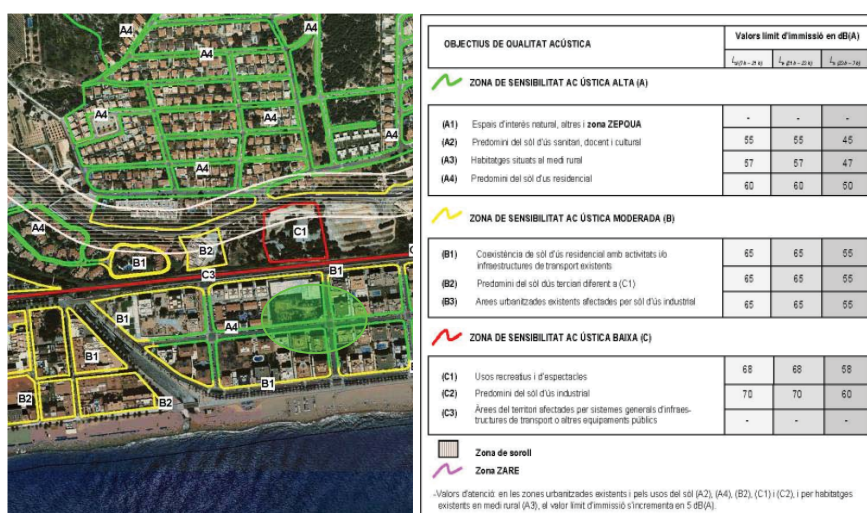 A4
A4
A4
A4
A4
A4
A4
A4
B1
B2
C1
C3
B1
B1
A4
B1
B1
B1
B2
B2
OBJECTIUS DE QUALITAT ACÚSTICA
Valors límit d'immissió en dB(A)
ZONA DE SENSIBILITAT AC ÚSTICA ALTA (A)
(A1) Espais d'interès natural, altres i zona ZEPQUA - - -
(A2) Predomini del sòl d'ús sanitari, docent i cultural 55 55 45
(A3) Habitatges situats al medi rural 57 57 47
(A4) Predomini del sòl d'us residencial 60 60 50
ZONA DE SENSIBILITAT AC ÚSTICA MODERADA (B)
(B1) Coexistència de sòl d'ús residencial amb activitats i/o
infraestructures de transport existents 65 65 55
(B2) Predomini del sòl d'ús terciari diferent a (C1) 65 65 55
(B3) Àrees urbanitzades existents afectades per sòl d'ús industrial 65 65 55
ZONA DE SENSIBILITAT AC ÚSTICA BAIXA (C)
(C1) Usos recreatius i d'espectacles 68 68 58
(C2) Predomini del sòl d'ús industrial 70 70 60
(C3) Àrees del territori afectades per sistemes generals d'infraes-
tructures de transport o altres equipaments públics - - -
Zona de soroll
Zona ZARE
-Valors d'atenció: en les zones urbanitzades existents i pels usos del sòl (A2), (A4), (B2), (C1) i (C2), i per habitatges
existents en medi rural (A3), el valor límit d'immissió s'incrementa en 5 dB(A).